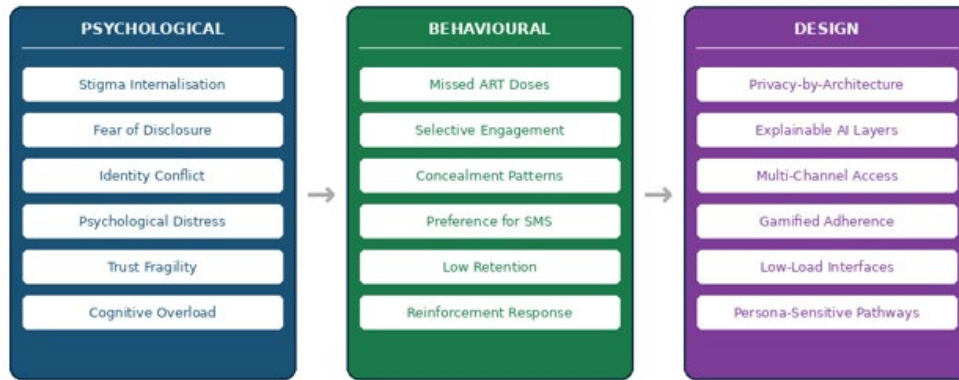 PSYCHOLOGICAL
Stigma Internalisation
Fear of Disclosure
Identity Conflict
Psychological Distress
Trust Fragility
Cognitive Overload
BEHAVIOURAL
Missed ART Doses
Selective Engagement
Concealment Patterns
Preference for SMS
Low Retention
Reinforcement Response
DESIGN
Privacy-by-Architecture
Explainable AI Layers
Multi-Channel Access
Gamified Adherence
Low-Load Interfaces
Persona-Sensitive Pathways